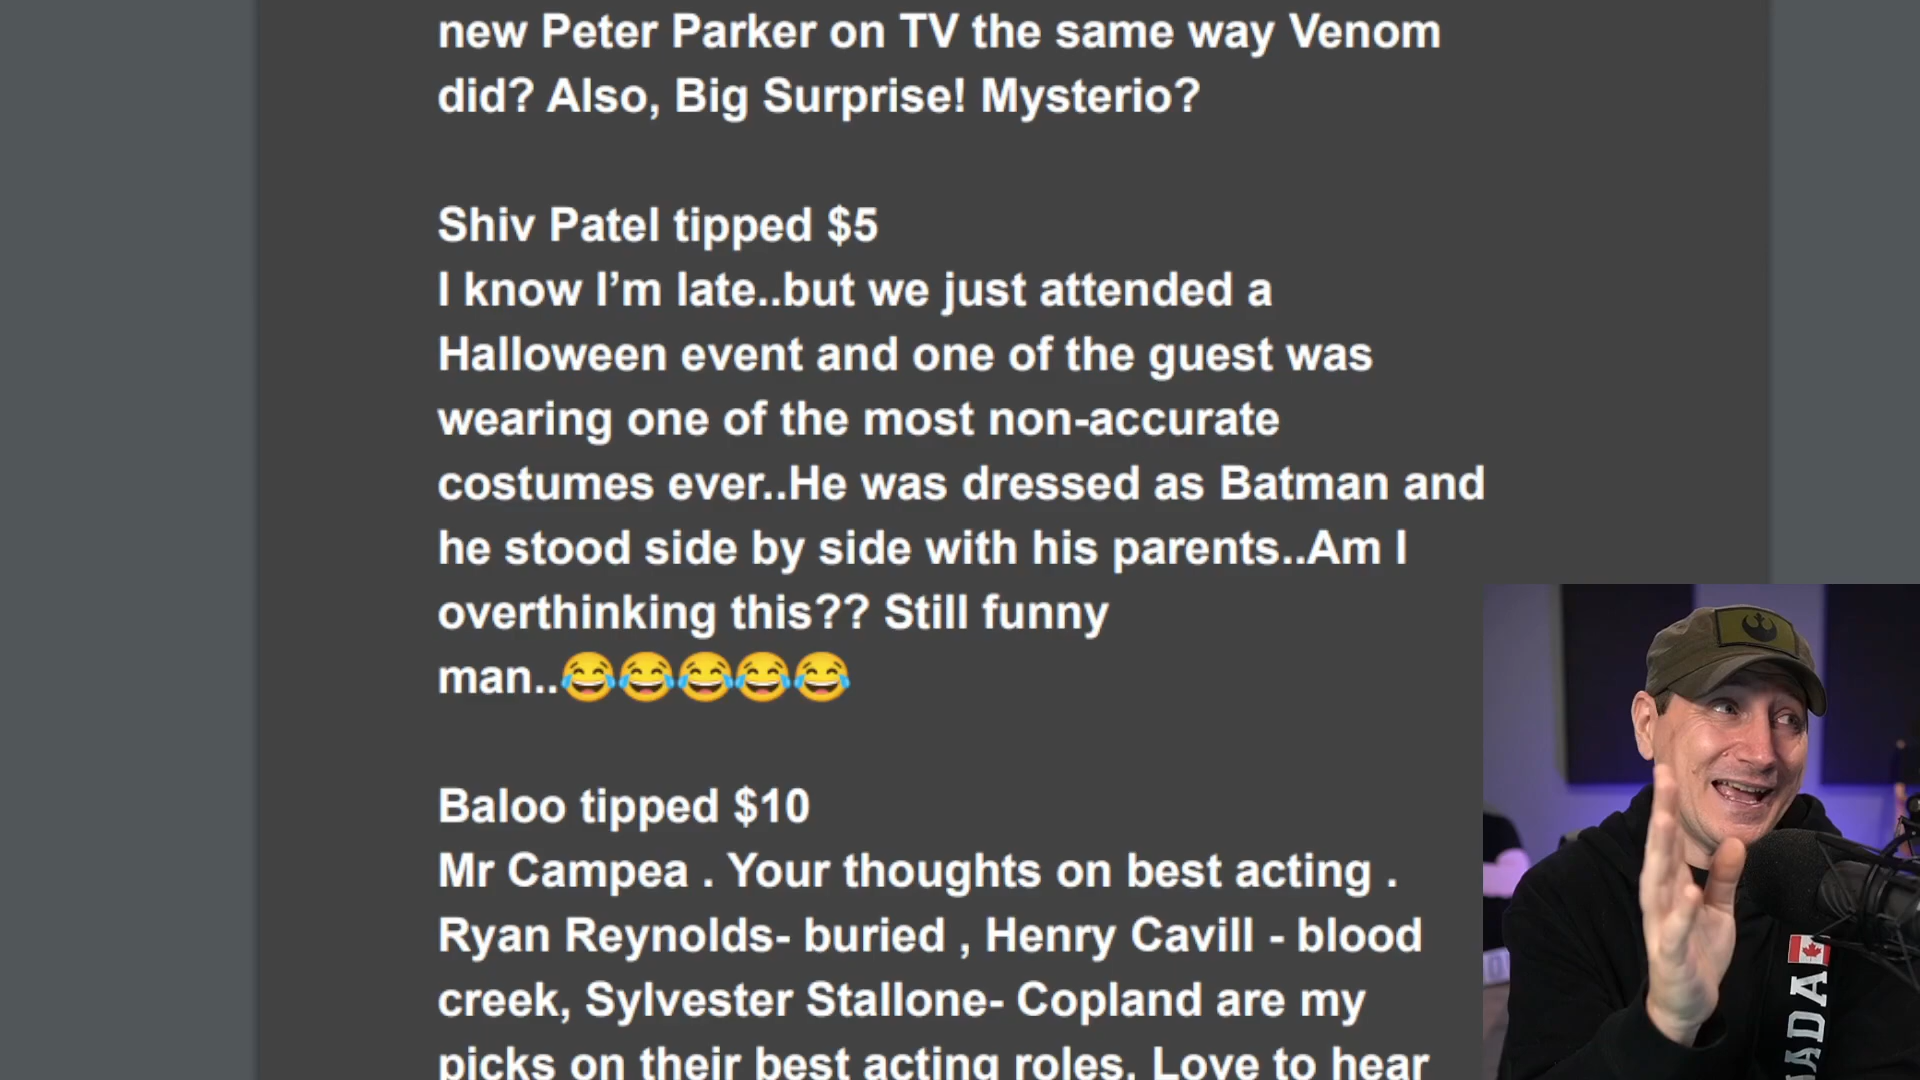 new Peter Parker on TV the same way Venom
did? Also, Big Surprise! Mysterio?
Shiv Patel tipped $5
I know I’m late..but we just attended a
Halloween event and one of the guest was
wearing one of the most non-accurate
costumes ever..He was dressed as Batman and
he stood side by side with his parents..Am I
overthinking this?? Still funny
man..😂😂😂😂😂
Baloo tipped $10
Mr Campea . Your thoughts on best acting .
Ryan Reynolds- buried , Henry Cavill - blood
creek, Sylvester Stallone- Copland are my
picks on their best acting roles. Love to hear
NADA